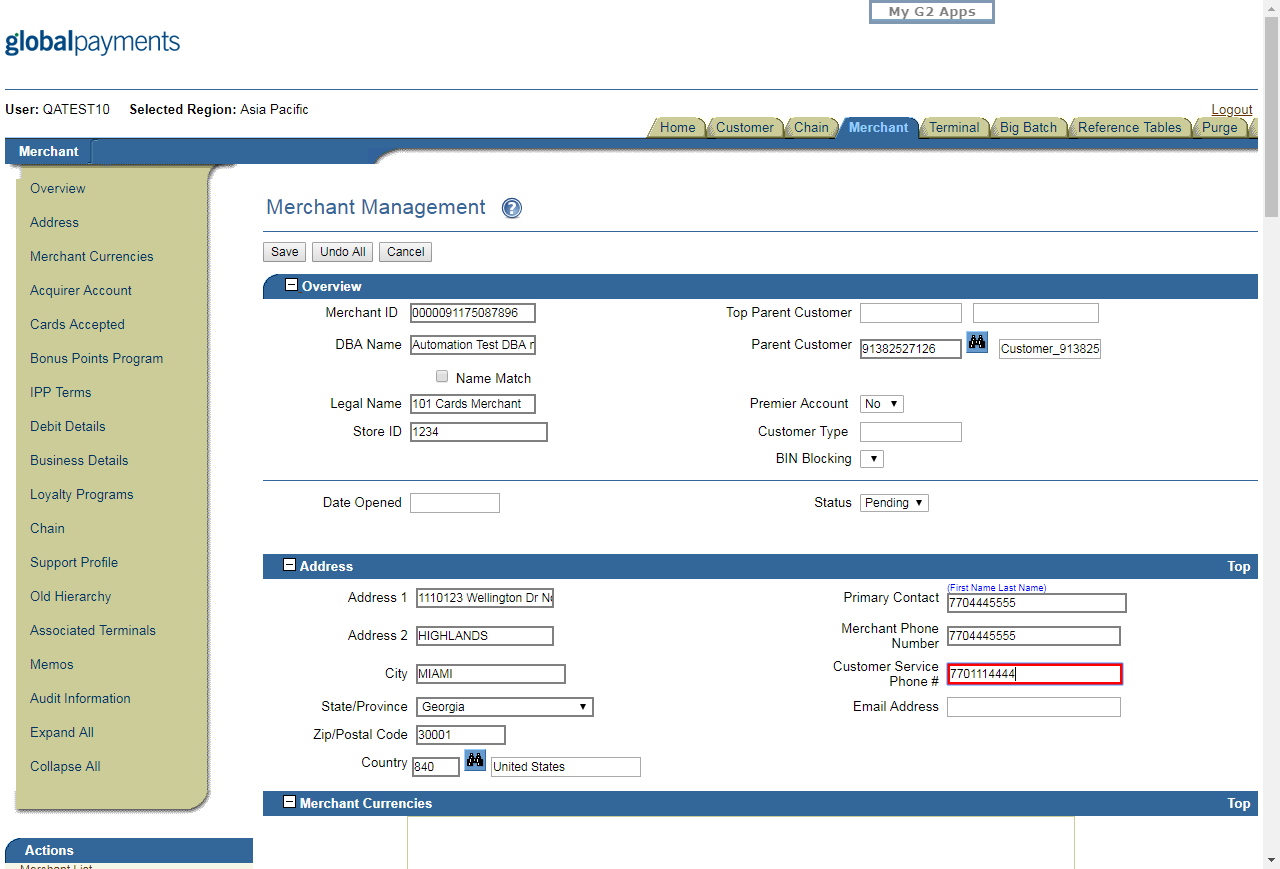 My G2 Apps
globalpayments
User: QATEST10 Selected Region: Asia Pacific
Logout
Home Customer Chain Merchant Terminal Big Batch Reference Tables Purge
Merchant
Overview
Address
Merchant Currencies
Acquirer Account
Cards Accepted
Bonus Points Program
IPP Terms
Debit Details
Business Details
Loyalty Programs
Chain
Support Profile
Old Hierarchy
Associated Terminals
Memos
Audit Information
Expand All
Collapse All
Actions
Merchant List
Merchant Management ?
Save Undo All Cancel
Overview
Merchant ID 0000091175087896 Top Parent Customer
DBA Name Automation Test DBA Parent Customer 91382527126 Customer_913825
Name Match
Legal Name 101 Cards Merchant Premier Account No
Store ID 1234 Customer Type
BIN Blocking
Date Opened Status Pending
Address Top
(First Name Last Name)
Address 1 1110123 Wellington Dr Primary Contact 7704445555
Address 2 HIGHLANDS Merchant Phone Number 7704445555
City MIAMI Customer Service Phone # 7701114444
State/Province Georgia Email Address
Zip/Postal Code 30001
Country 840 United States
Merchant Currencies Top